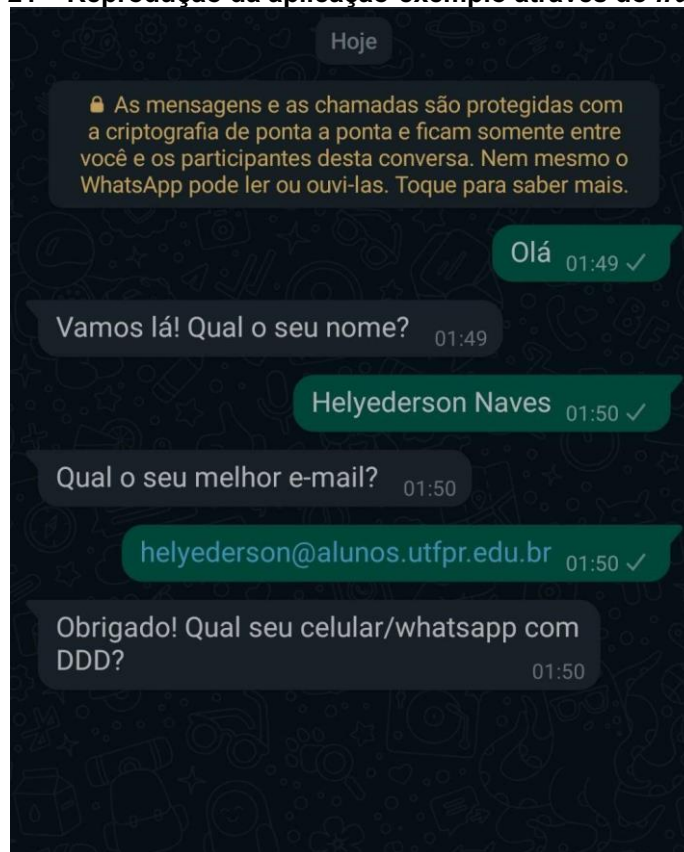 Reprodução da aplicação exemplo através do
Hoje
As mensagens e as chamadas são protegidas com
a criptografia de ponta a ponta e ficam somente entre
você e os participantes desta conversa. Nem mesmo o
WhatsApp pode ler ou ouvi-las. Toque para saber mais.
Olá 01:49
Vamos lá! Qual o seu nome? 01:49
Helyederson Naves 01:50
Qual o seu melhor e-mail? 01:50
helyederson@alunos.utfpr.edu.br 01:50
Obrigado! Qual seu celular/whatsapp com
DDD? 01:50